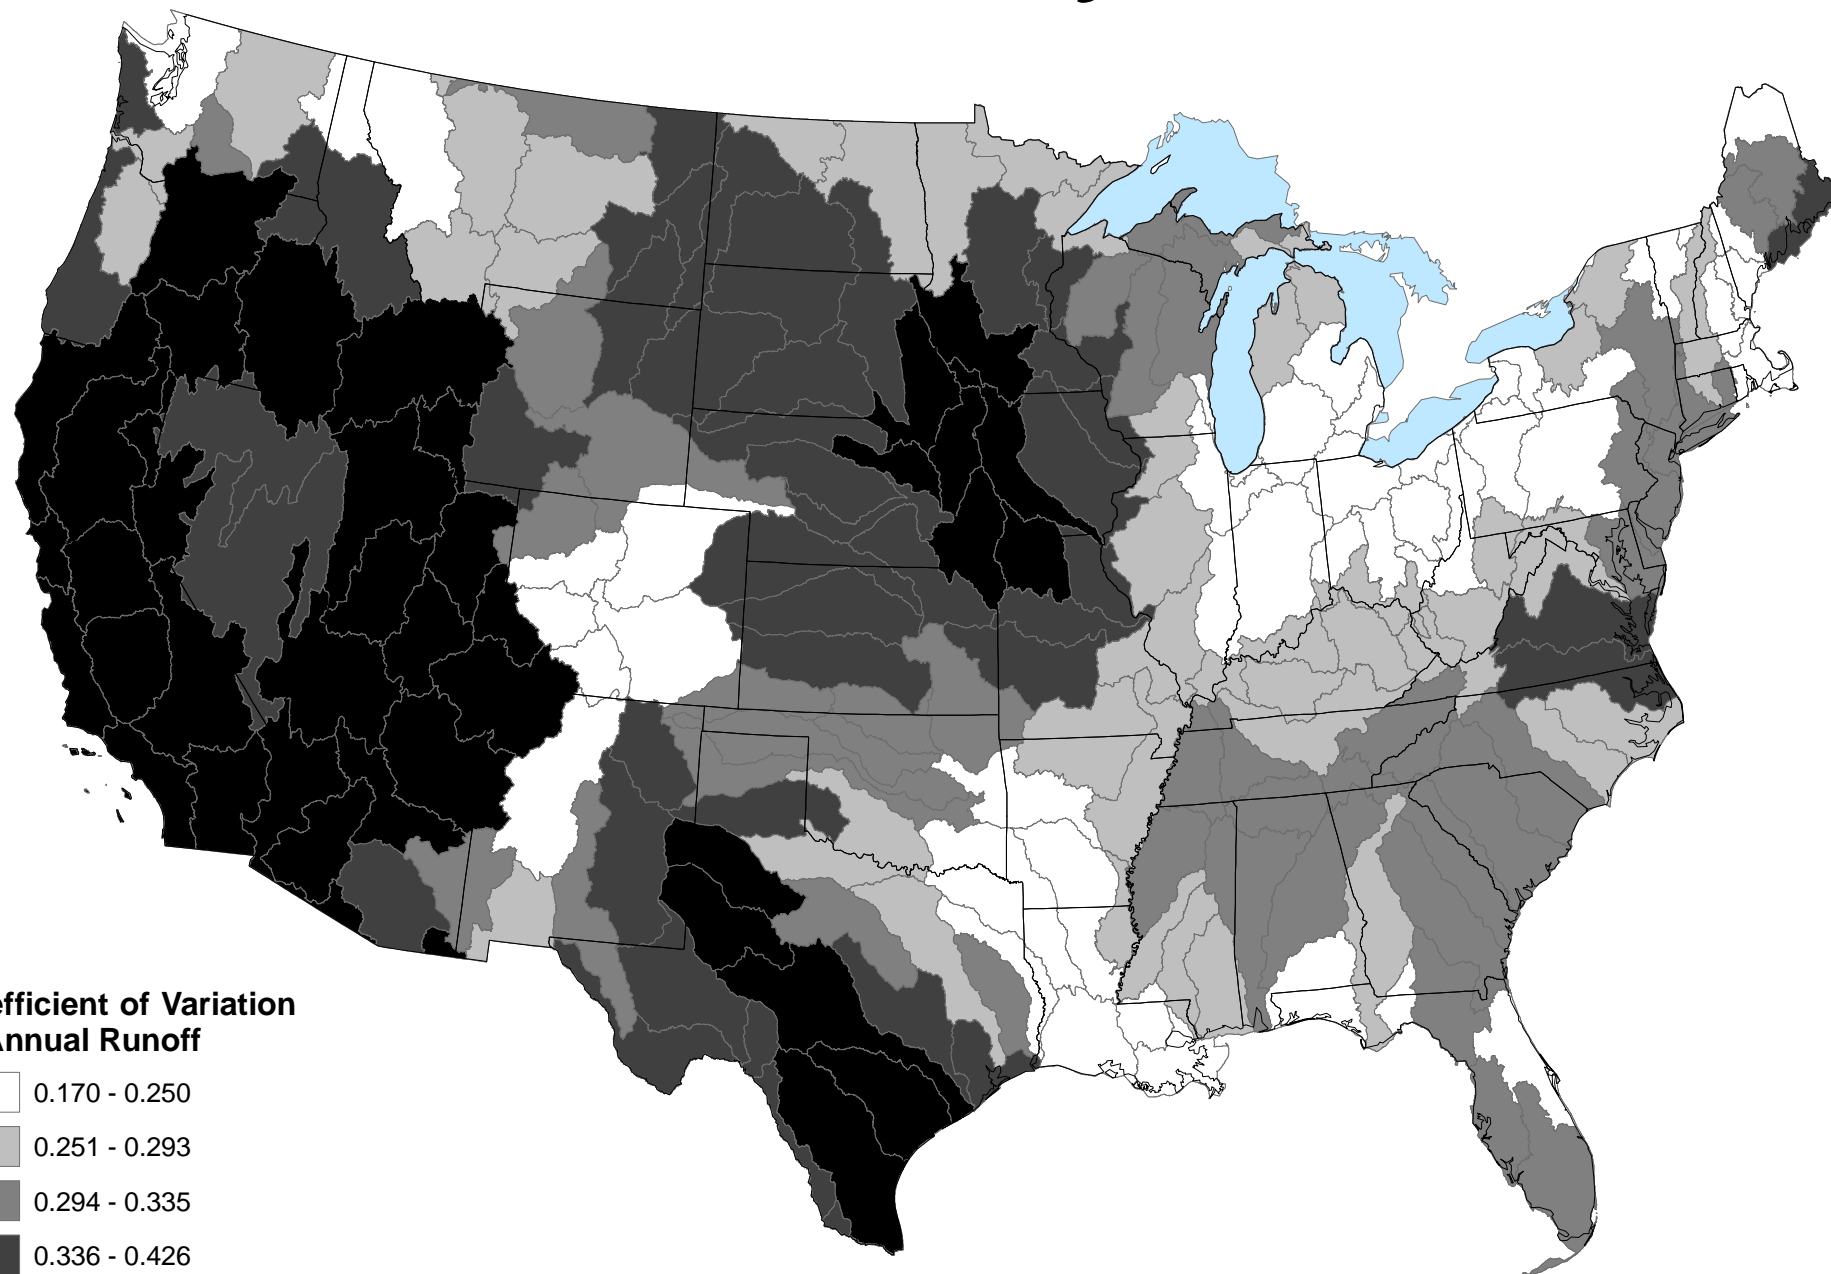 efficient of Variation
Annual Runoff
0.170 - 0.250
0.251 - 0.293
0.294 - 0.335
0.336 - 0.426